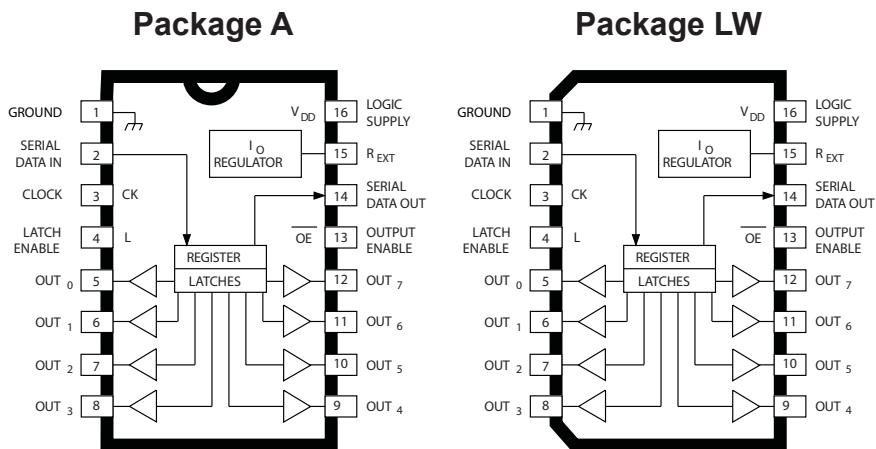 Package A
GROUND 1
SERIAL
DATA IN 2
CLOCK 3 CK
LATCH
ENABLE 4 L
OUT 0 5
OUT 1 6
OUT 2 7
OUT 3 8
I O
REGULATOR
REGISTER
LATCHES
V DD 16 LOGIC
SUPPLY
15 R EXT
14 SERIAL
DATA OUT
OE 13 OUTPUT
ENABLE
12 OUT 7
11 OUT 6
10 OUT 5
9 OUT 4
Package LW
GROUND 1
SERIAL
DATA IN 2
CLOCK 3 CK
LATCH
ENABLE 4 L
OUT 0 5
OUT 1 6
OUT 2 7
OUT 3 8
I O
REGULATOR
REGISTER
LATCHES
V DD 16 LOGIC
SUPPLY
15 R EXT
14 SERIAL
DATA OUT
OE 13 OUTPUT
ENABLE
12 OUT 7
11 OUT 6
10 OUT 5
9 OUT 4